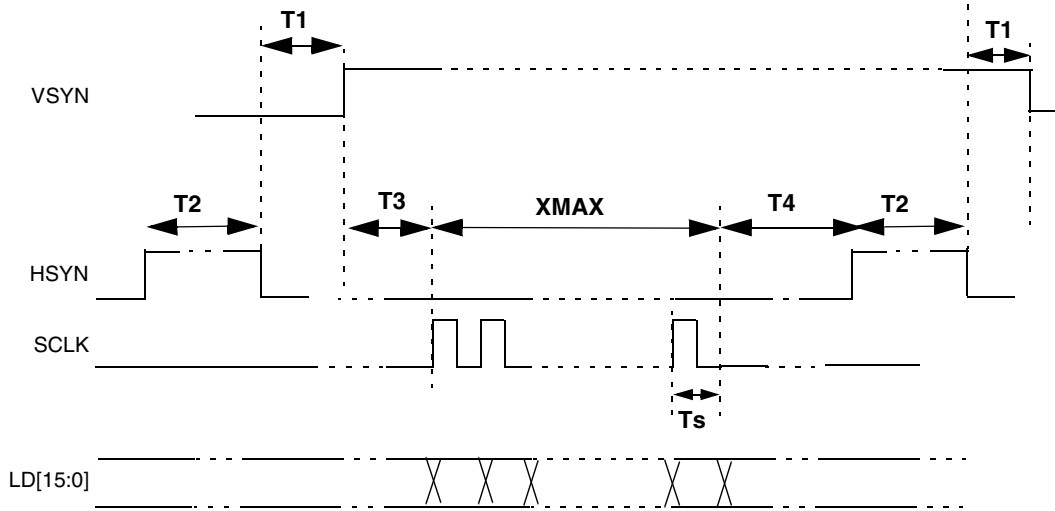 T1
T1
VSYN
T2
T3
XMAX
T4
T2
HSYN
SCLK
Ts
LD[15:0]